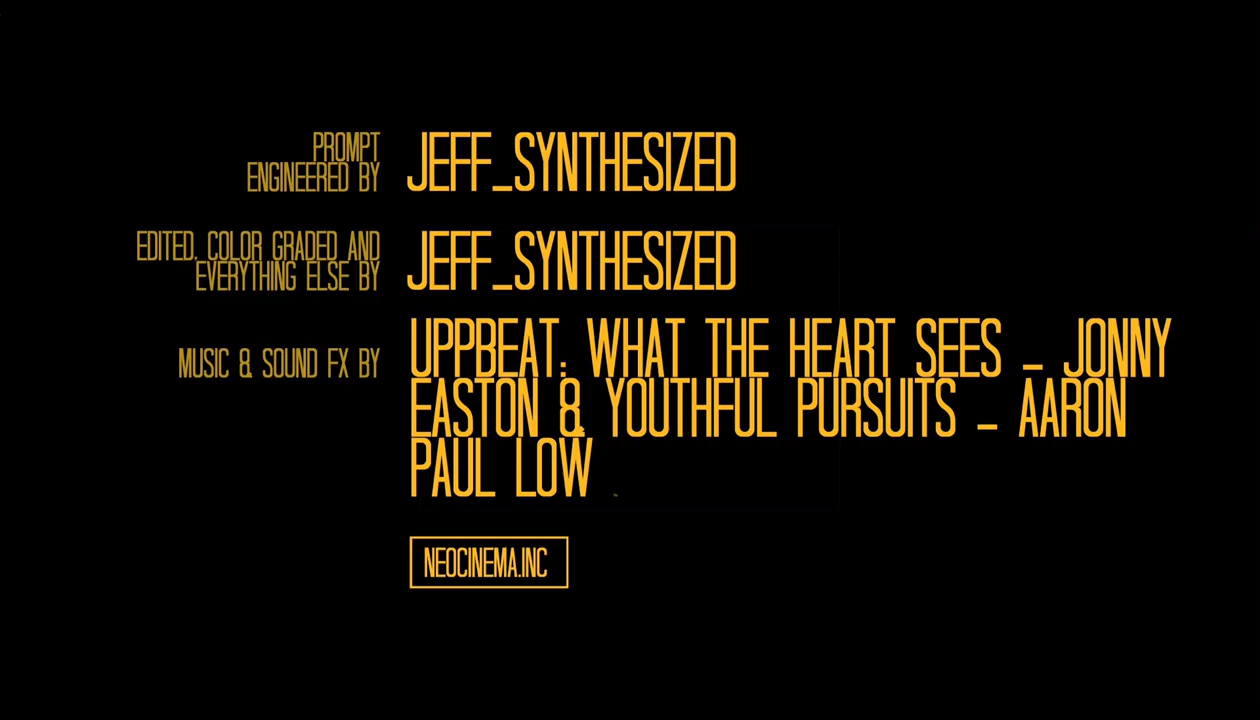 PROMPT
ENGINEERED BY
JEFF_SYNTHESIZED
EDITED, COLOR GRADED AND
EVERYTHING ELSE BY
JEFF_SYNTHESIZED
MUSIC & SOUND FX BY
UPPBEAT: WHAT THE HEART SEES - JONNY
EASTON & YOUTHFUL PURSUITS - AARON
PAUL LOW
NEOCINEMA.INC